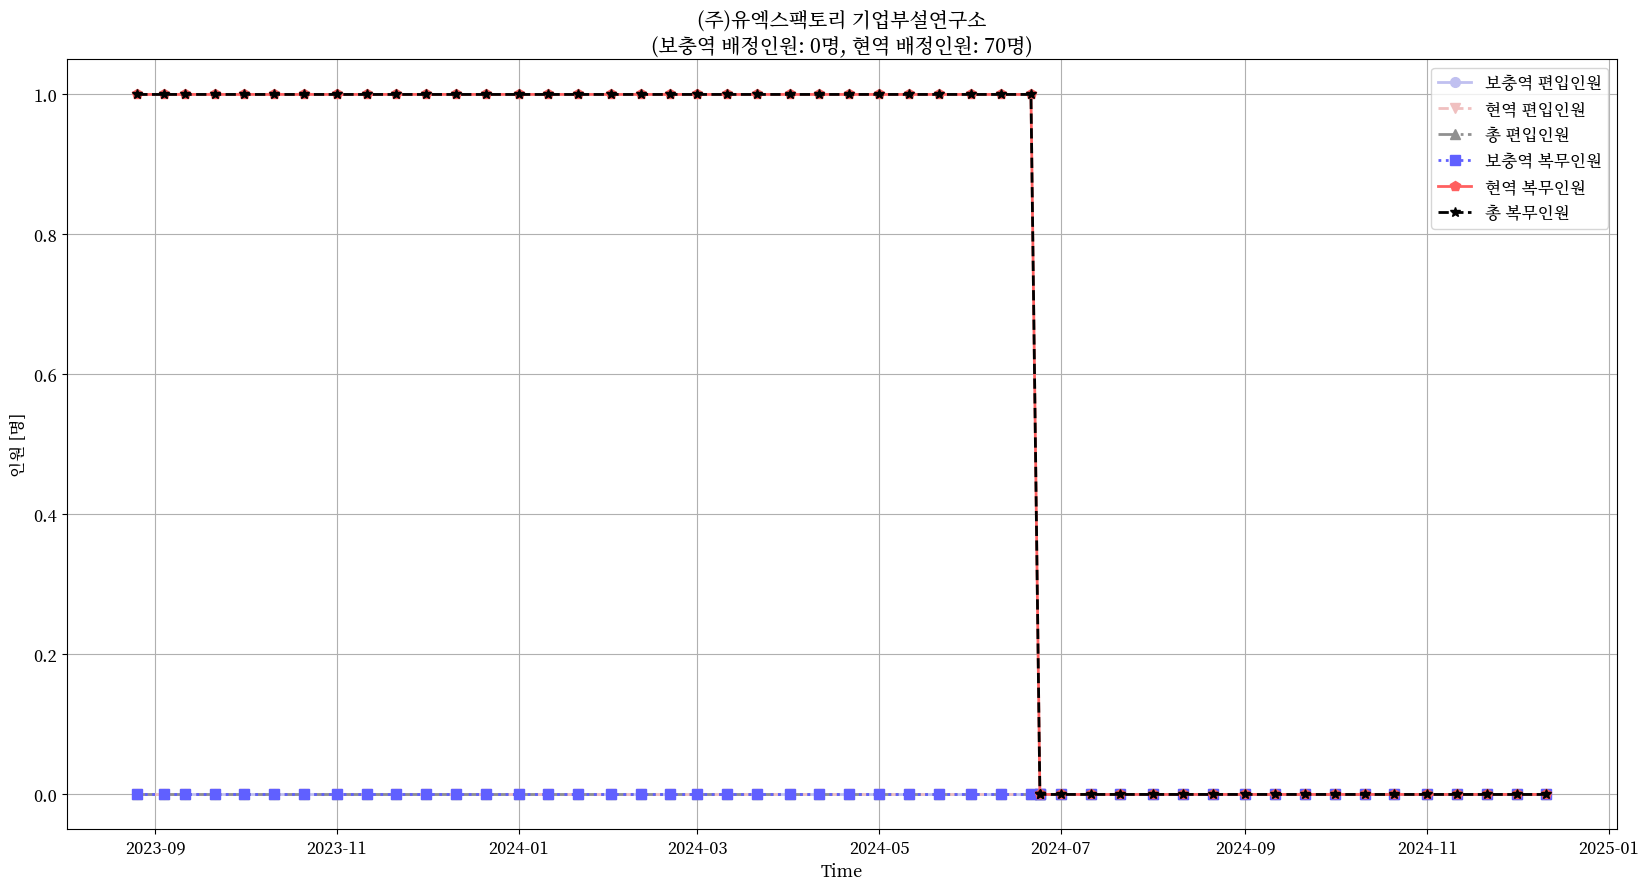 (주)유엑스팩토리 기업부설연구소
(보충역 배정인원: 0명, 현역 배정인원: 70명)
보충역 편입인원
현역 편입인원
총 편입인원
보충역 복무인원
현역 복무인원
총 복무인원
인원 [명]
1.0
0.8
0.6
0.4
0.2
0.0
2023-09
2023-11
2024-01
2024-03
2024-05
2024-07
2024-09
2024-11
2025-01
Time